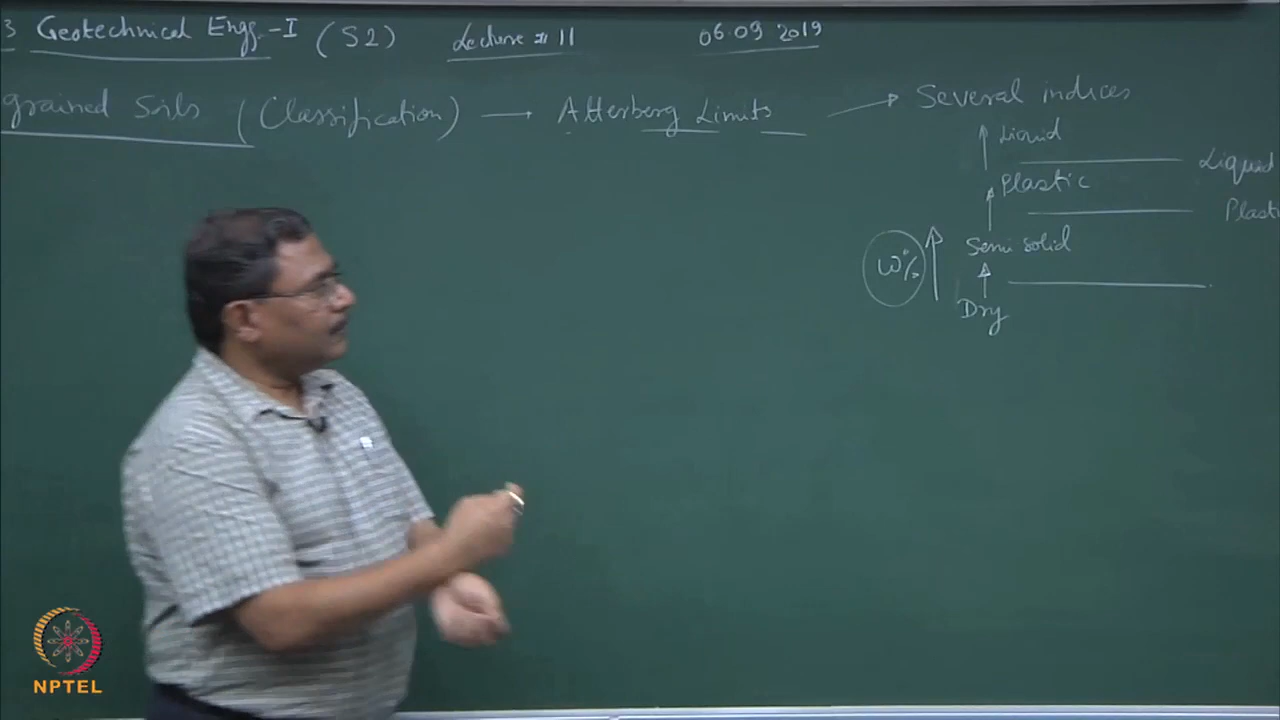 3 Geotechnical Engg.-I (S2) Lecture # 11 06.09 2019
grained Soils (Classification) → Atterberg Limits → Several indices
↑ Liquid
Liquid
↑ Plastic
Plasti
↑ Semi solid
w% ↑
↑
Dry
NPTEL